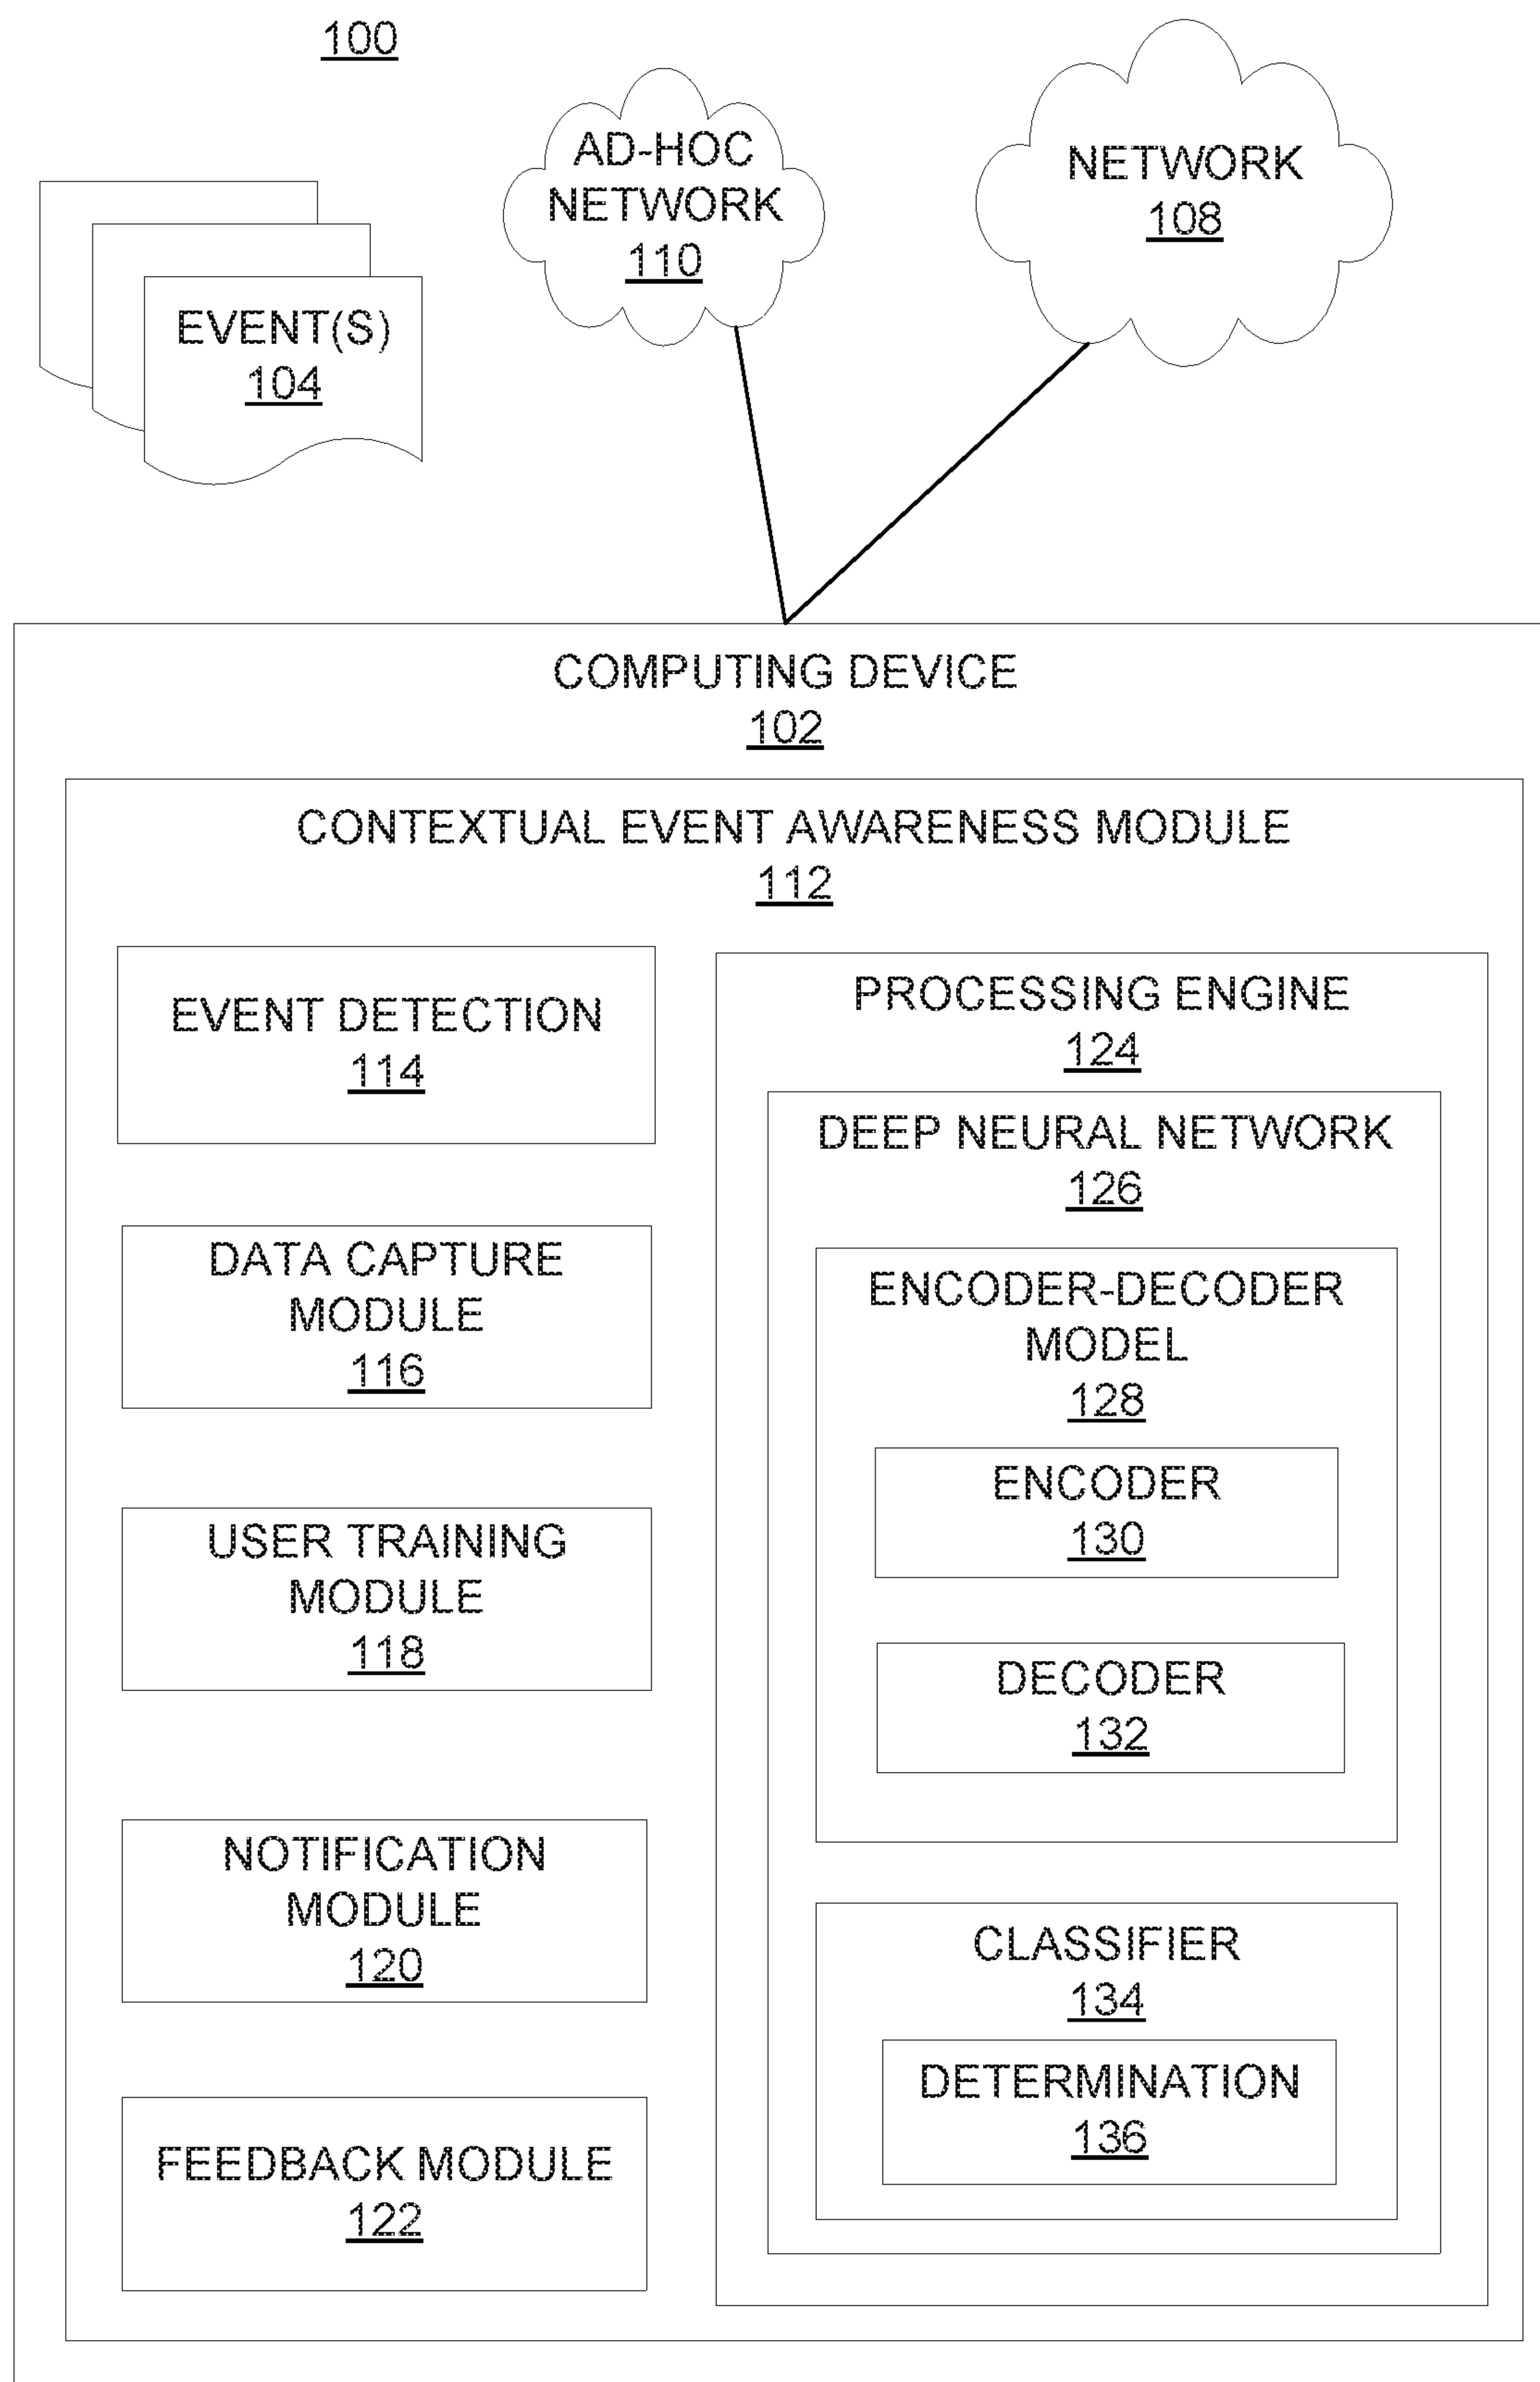 100
AD-HOC
NETWORK
110
NETWORK
108
EVENT(S)
104
COMPUTING DEVICE
102
CONTEXTUAL EVENT AWARENESS MODULE
112
EVENT DETECTION
114
DATA CAPTURE
MODULE
116
USER TRAINING
MODULE
118
NOTIFICATION
MODULE
120
FEEDBACK MODULE
122
PROCESSING ENGINE
124
DEEP NEURAL NETWORK
126
ENCODER-DECODER
MODEL
128
ENCODER
130
DECODER
132
CLASSIFIER
134
DETERMINATION
136